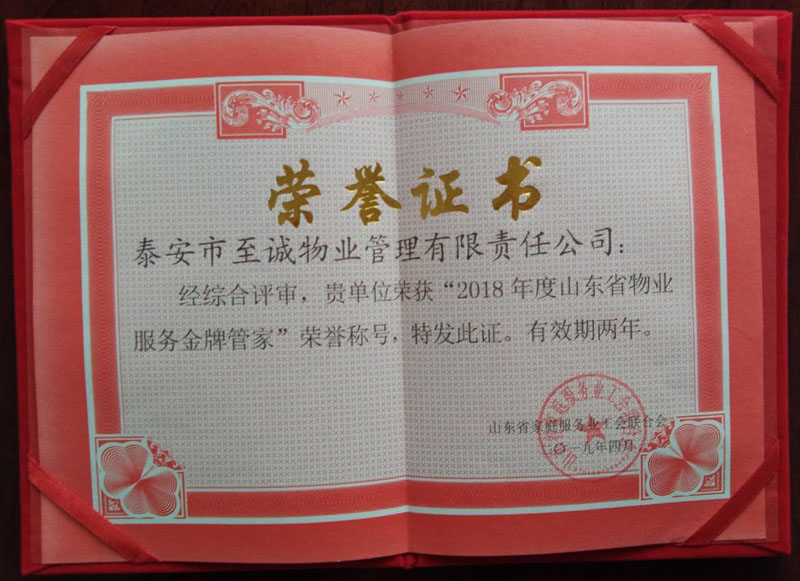 荣誉证书
泰安市至诚物业管理有限责任公司：
经综合评审，贵单位荣获“2018年度山东省物业
服务金牌管家”荣誉称号，特发此证。有效期两年。
山东省家庭服务业工会联合会
二〇一九年四月